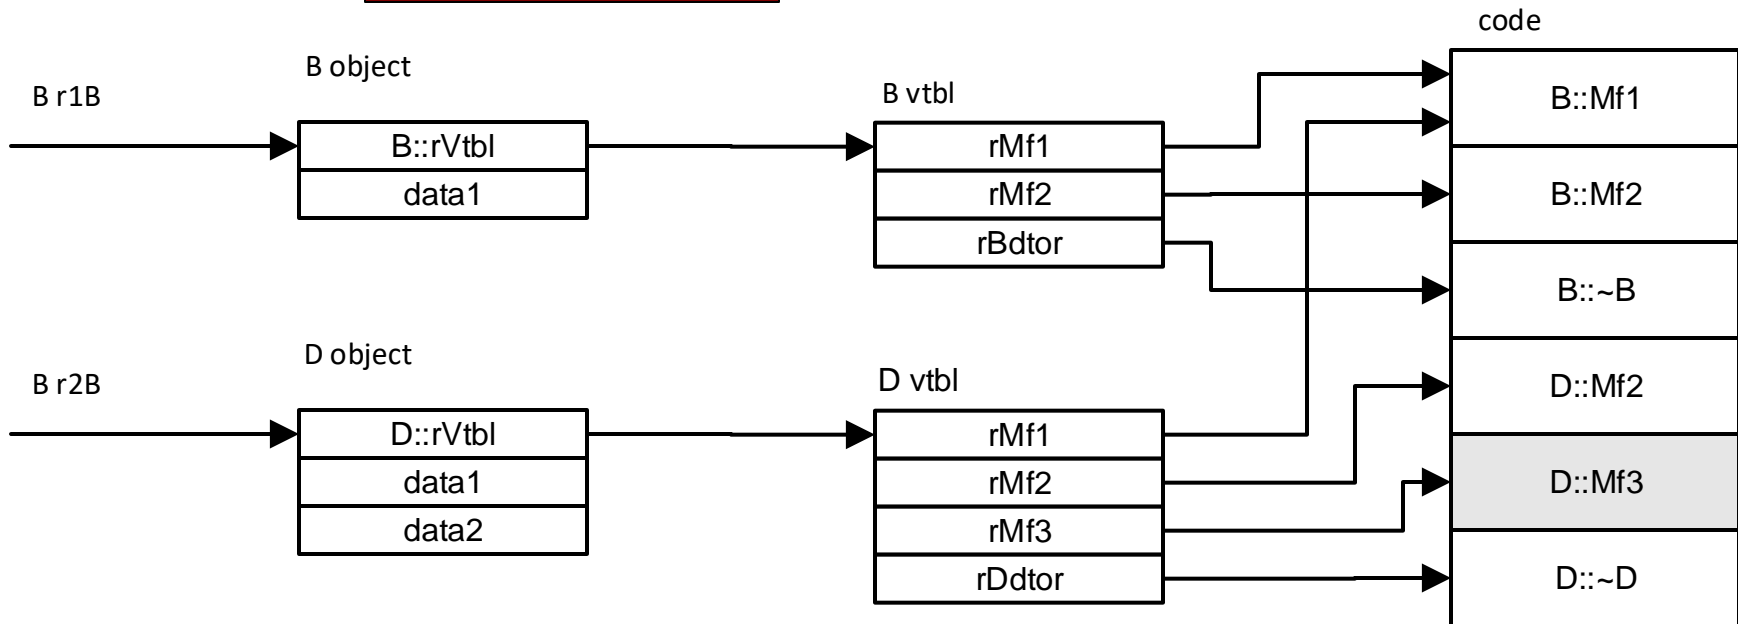 code
B object
B r1B
B vtbl
B::rVtbl
data1
rMf1
rMf2
rBdtor
B::Mf1
B::Mf2
B::~B
D object
B r2B
D vtbl
D::rVtbl
data1
data2
rMf1
rMf2
rMf3
rDdtor
D::Mf2
D::Mf3
D::~D